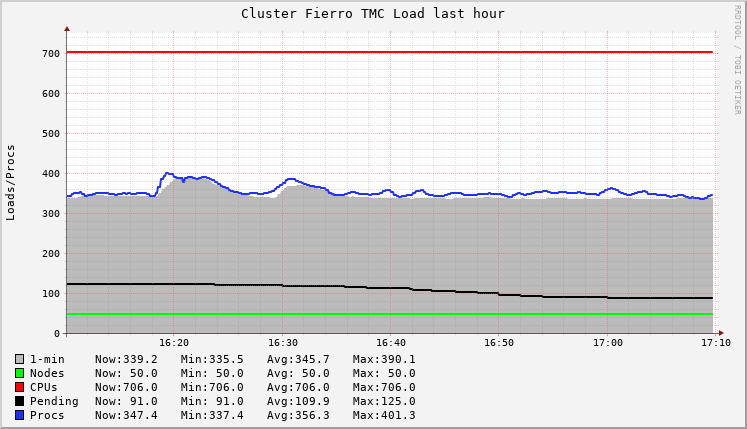 Cluster Fierro TMC Load last hour
RRDTOOL / TOBI OETIKER
Loads/Procs
700
600
500
400
300
200
100
0
16:20 16:30 16:40 16:50 17:00 17:10
1-min Now:339.2 Min:335.5 Avg:345.7 Max:390.1
Nodes Now: 50.0 Min: 50.0 Avg: 50.0 Max: 50.0
CPUs Now:706.0 Min:706.0 Avg:706.0 Max:706.0
Pending Now: 91.0 Min: 91.0 Avg:109.9 Max:125.0
Procs Now:347.4 Min:337.4 Avg:356.3 Max:401.3